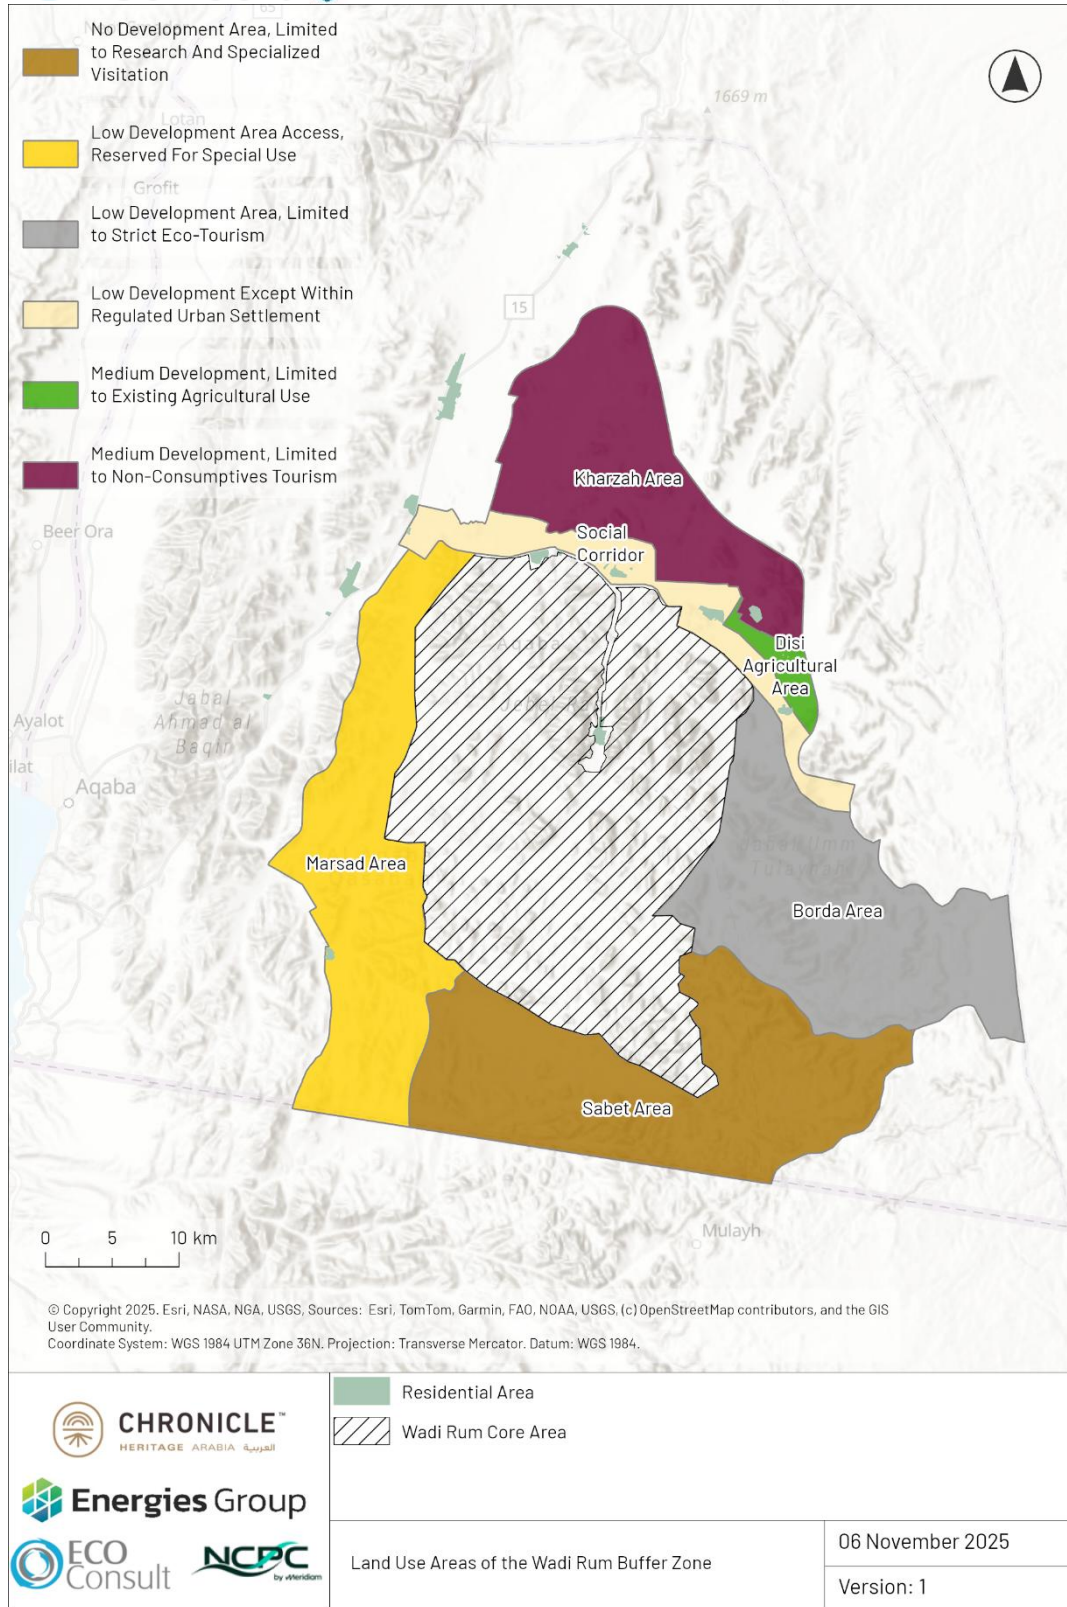 No Development Area, Limited
to Research And Specialized
Visitation
Low Development Area Access,
Reserved For Special Use
Low Development Area, Limited
to Strict Eco-Tourism
Low Development Except Within
Regulated Urban Settlement
Medium Development, Limited
to Existing Agricultural Use
Medium Development, Limited
to Non-Consumptives Tourism
65
Lotan
Grofit
1669 m
15
Beer Ora
Kharzah Area
Social
Corridor
Disi
Agricultural
Area
Jabal
Ahmad al
Baqir
Ayalot
ilat
Aqaba
Marsad Area
Borda Area
Sabet Area
Mulayh
0 5 10 km
© Copyright 2025. Esri, NASA, NGA, USGS, Sources: Esri, TomTom, Garmin, FAO, NOAA, USGS, (c) OpenStreetMap contributors, and the GIS
User Community.
Coordinate System: WGS 1984 UTM Zone 36N. Projection: Transverse Mercator. Datum: WGS 1984.
CHRONICLE™
HERITAGE ARABIA العربية
Energies Group
ECO
Consult
NCPC
by Meridiam
Residential Area
Wadi Rum Core Area
Land Use Areas of the Wadi Rum Buffer Zone
06 November 2025
Version: 1